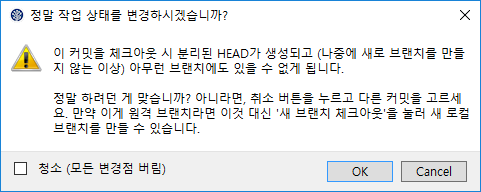 정말 작업 상태를 변경하시겠습니까?
이 커밋을 체크아웃 시 분리된 HEAD가 생성되고 (나중에 새로 브랜치를 만들
지 않는 이상) 아무런 브랜치에도 있을 수 없게 됩니다.
정말 하려던 게 맞습니까? 아니라면, 취소 버튼을 누르고 다른 커밋을 고르세
요. 만약 이게 원격 브랜치라면 이것 대신 '새 브랜치 체크아웃'을 눌러 새 로컬
브랜치를 만들 수 있습니다.
청소 (모든 변경점 버림)
OK
Cancel